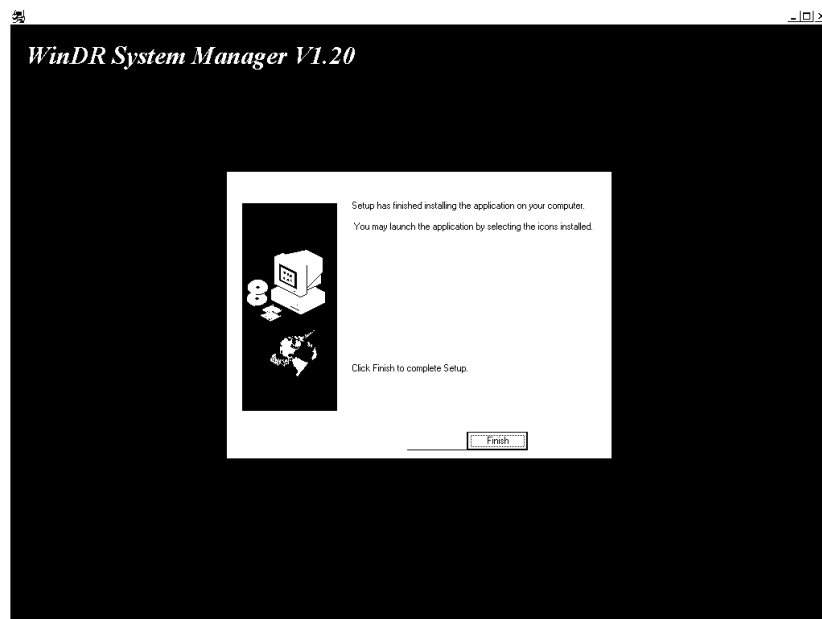 WinDR System Manager V1.20
Setup has finished installing the application on your computer.
You may launch the application by selecting the icons installed.
Click Finish to complete Setup.
Finish